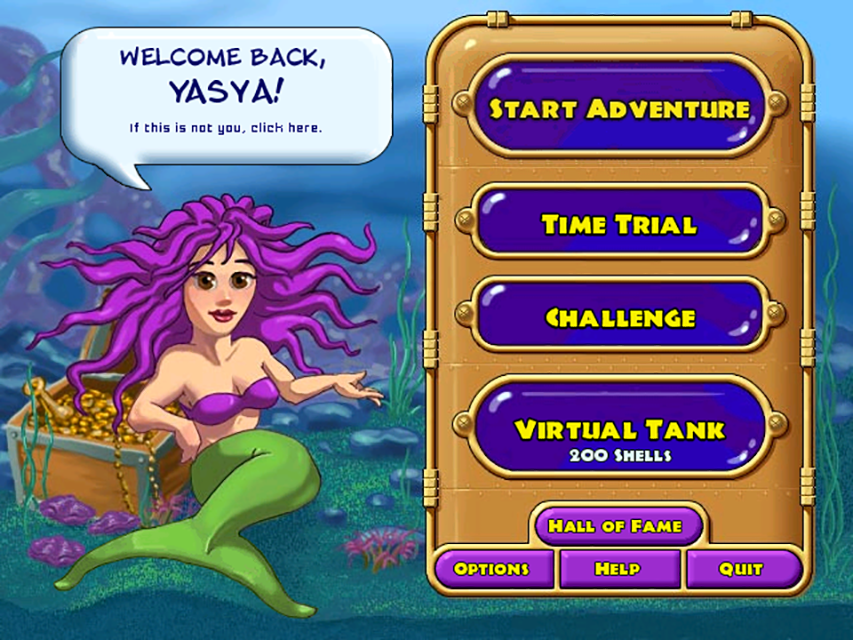 WELCOME BACK,
YASYA!
If this is not you, click here.
START ADVENTURE
TIME TRIAL
CHALLENGE
VIRTUAL TANK
200 SHELLS
HALL OF FAME
OPTIONS
HELP
QUIT